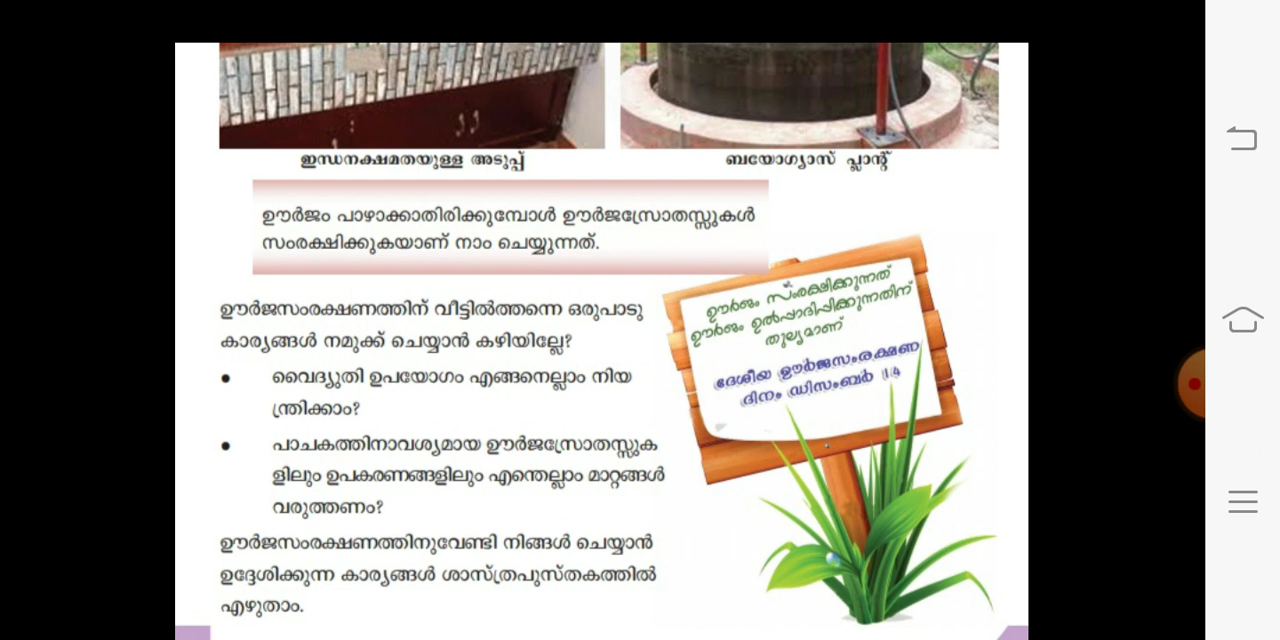 ഇന്ധനക്ഷമതയുള്ള അടുപ്പ്
ബയോഗ്യാസ് പ്ലാന്റ്
ഊർജം പാഴാക്കാതിരിക്കുമ്പോൾ ഊർജസ്രോതസ്സുകൾ
സംരക്ഷിക്കുകയാണ് നാം ചെയ്യുന്നത്.
ഊർജസംരക്ഷണത്തിന് വീട്ടിൽത്തന്നെ ഒരുപാടു
കാര്യങ്ങൾ നമുക്ക് ചെയ്യാൻ കഴിയില്ലേ?
● വൈദ്യുതി ഉപയോഗം എങ്ങനെല്ലാം നിയ
ന്ത്രിക്കാം?
● പാചകത്തിനാവശ്യമായ ഊർജസ്രോതസ്സുക
ളിലും ഉപകരണങ്ങളിലും എന്തെല്ലാം മാറ്റങ്ങൾ
വരുത്തണം?
ഊർജസംരക്ഷണത്തിനുവേണ്ടി നിങ്ങൾ ചെയ്യാൻ
ഉദ്ദേശിക്കുന്ന കാര്യങ്ങൾ ശാസ്ത്രപുസ്തകത്തിൽ
എഴുതാം.
ഊർജം സംരക്ഷിക്കുന്നത്
ഊർജം ഉൽപ്പാദിപ്പിക്കുന്നതിന്
തുല്യമാണ്
ദേശീയ ഊർജസംരക്ഷണ
ദിനം ഡിസംബർ 14